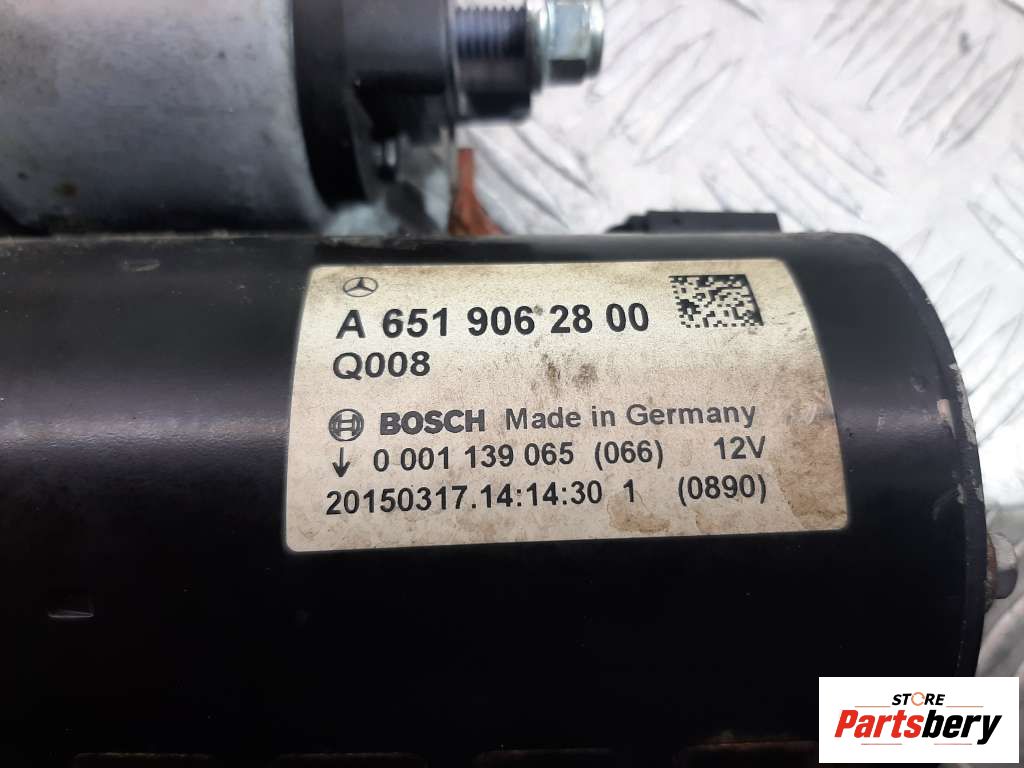 A 651 906 28 00
Q008
BOSCH Made in Germany
↓ 0 001 139 065 (066) 12V
20150317.14:14:30 1 (0890)
STORE
Partsbery